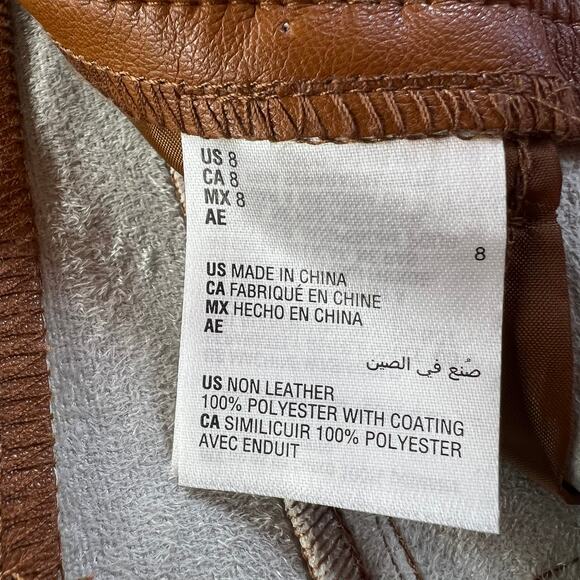 US 8
CA 8
MX 8
AE
8
US MADE IN CHINA
CA FABRIQUÉ EN CHINE
MX HECHO EN CHINA
AE
صُنع في الصين
US NON LEATHER
100% POLYESTER WITH COATING
CA SIMILICUIR 100% POLYESTER
AVEC ENDUIT